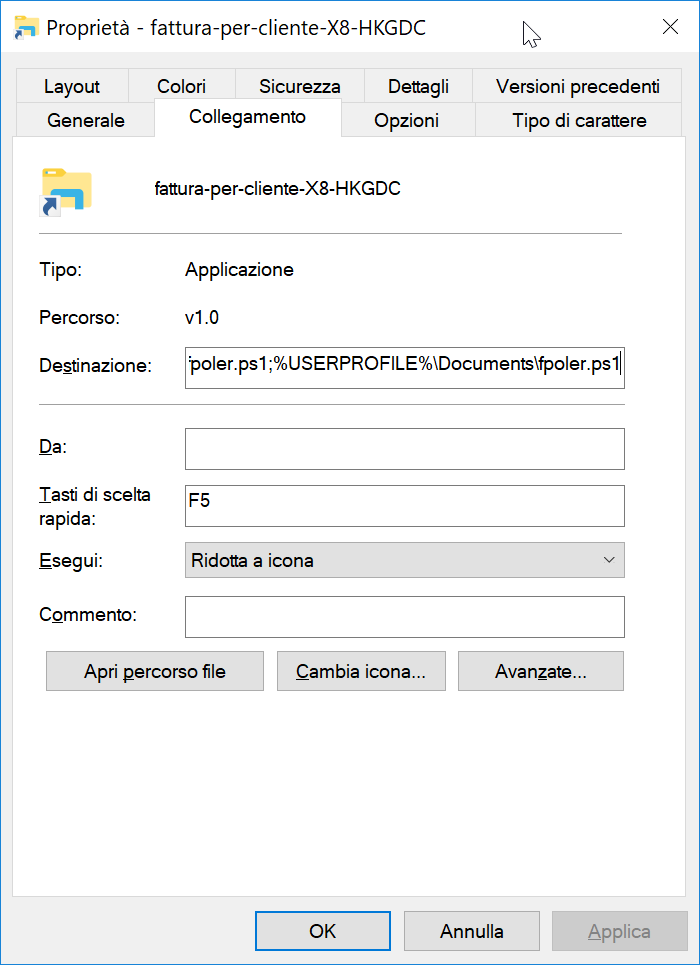 Proprietà - fattura-per-cliente-X8-HKGDC
Layout Colori Sicurezza Dettagli Versioni precedenti
Generale Collegamento Opzioni Tipo di carattere
fattura-per-cliente-X8-HKGDC
Tipo: Applicazione
Percorso: v1.0
Destinazione: poler.ps1;%USERPROFILE%\Documents\fpoler.ps1
Da:
Tasti di scelta
rapida: F5
Esegui: Ridotta a icona
Commento:
Apri percorso file Cambia icona... Avanzate...
OK Annulla Applica